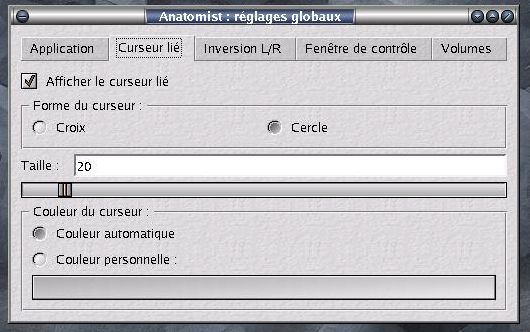 Anatomist : réglages globaux
Application Curseur lié Inversion L/R Fenêtre de contrôle Volumes
Afficher le curseur lié
Forme du curseur :
Croix Cercle
Taille : 20
Couleur du curseur :
Couleur automatique
Couleur personnelle :